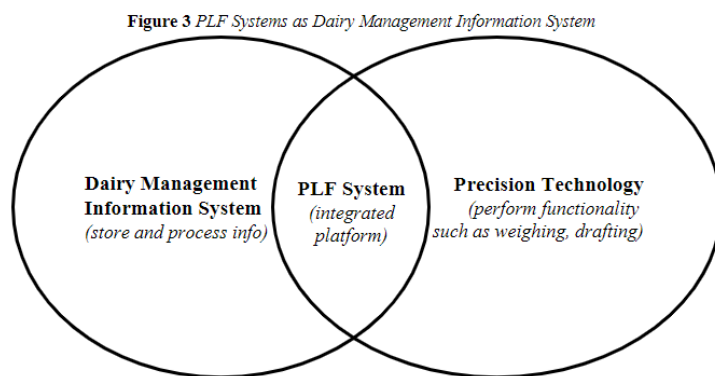 Figure 3 PLF Systems as Dairy Management Information System
Dairy Management
Information System
(store and process info)
PLF System
(integrated
platform)
Precision Technology
(perform functionality
such as weighing, drafting)